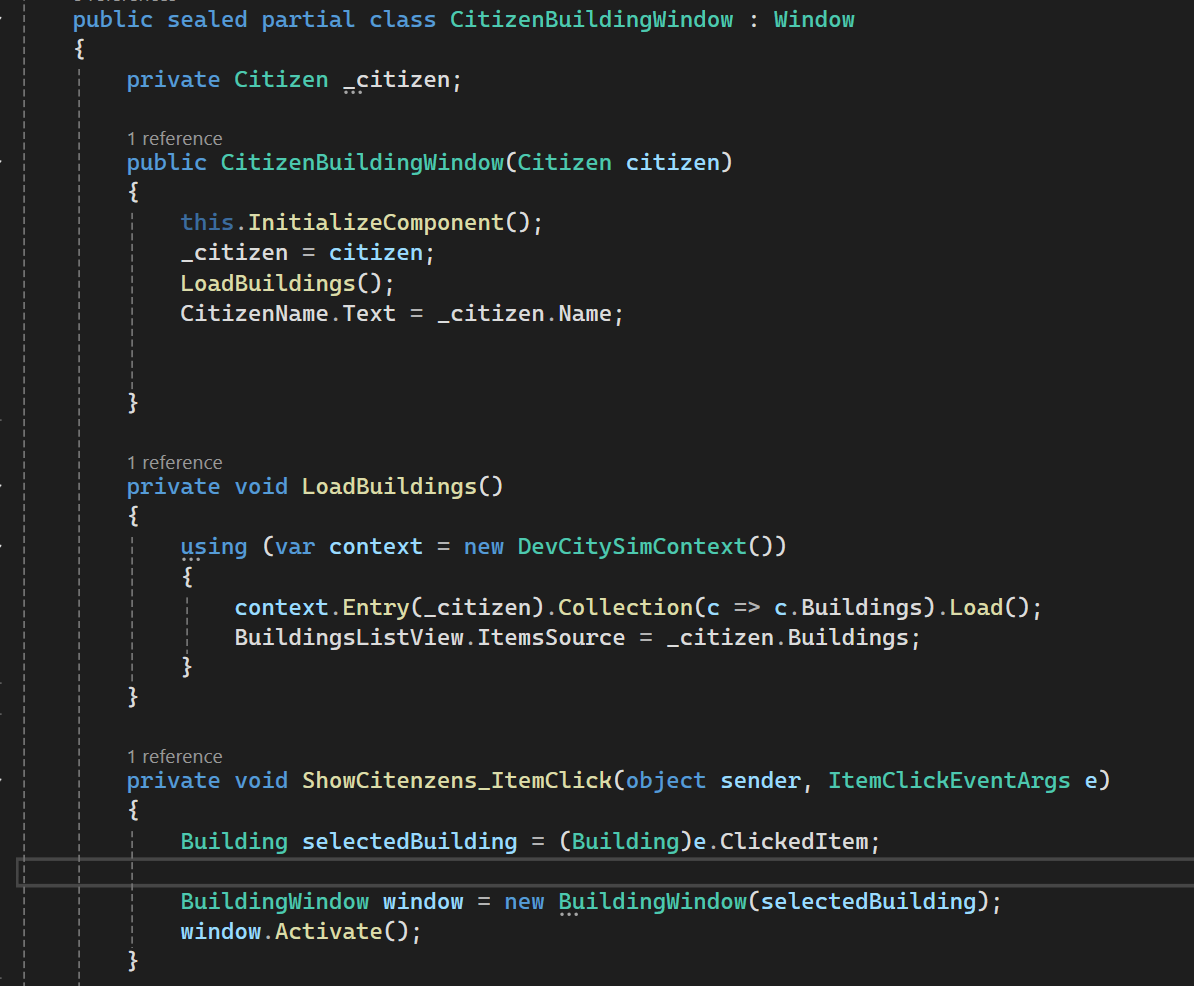 public sealed partial class CitizenBuildingWindow : Window
{
private Citizen _citizen;
1 reference
public CitizenBuildingWindow(Citizen citizen)
{
this.InitializeComponent();
_citizen = citizen;
LoadBuildings();
CitizenName.Text = _citizen.Name;
}
1 reference
private void LoadBuildings()
{
using (var context = new DevCitySimContext())
{
context.Entry(_citizen).Collection(c => c.Buildings).Load();
BuildingsListView.ItemsSource = _citizen.Buildings;
}
}
1 reference
private void ShowCitenzens_ItemClick(object sender, ItemClickEventArgs e)
{
Building selectedBuilding = (Building)e.ClickedItem;
BuildingWindow window = new BuildingWindow(selectedBuilding);
window.Activate();
}